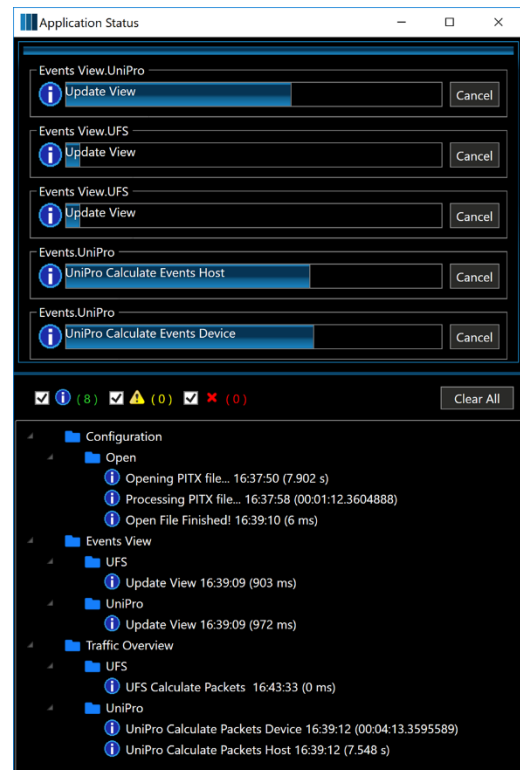 Application Status
Events View.UniPro
Update View
Cancel
Events View.UFS
Update View
Cancel
Events View.UFS
Update View
Cancel
Events.UniPro
UniPro Calculate Events Host
Cancel
Events.UniPro
UniPro Calculate Events Device
Cancel
(8) (0) (0) Clear All
Configuration
Open
Opening PITX file... 16:37:50 (7.902 s)
Processing PITX file... 16:37:58 (00:01:12.3604888)
Open File Finished! 16:39:10 (6 ms)
Events View
UFS
Update View 16:39:09 (903 ms)
UniPro
Update View 16:39:09 (972 ms)
Traffic Overview
UFS
UFS Calculate Packets 16:43:33 (0 ms)
UniPro
UniPro Calculate Packets Device 16:39:12 (00:04:13.3595589)
UniPro Calculate Packets Host 16:39:12 (7.548 s)